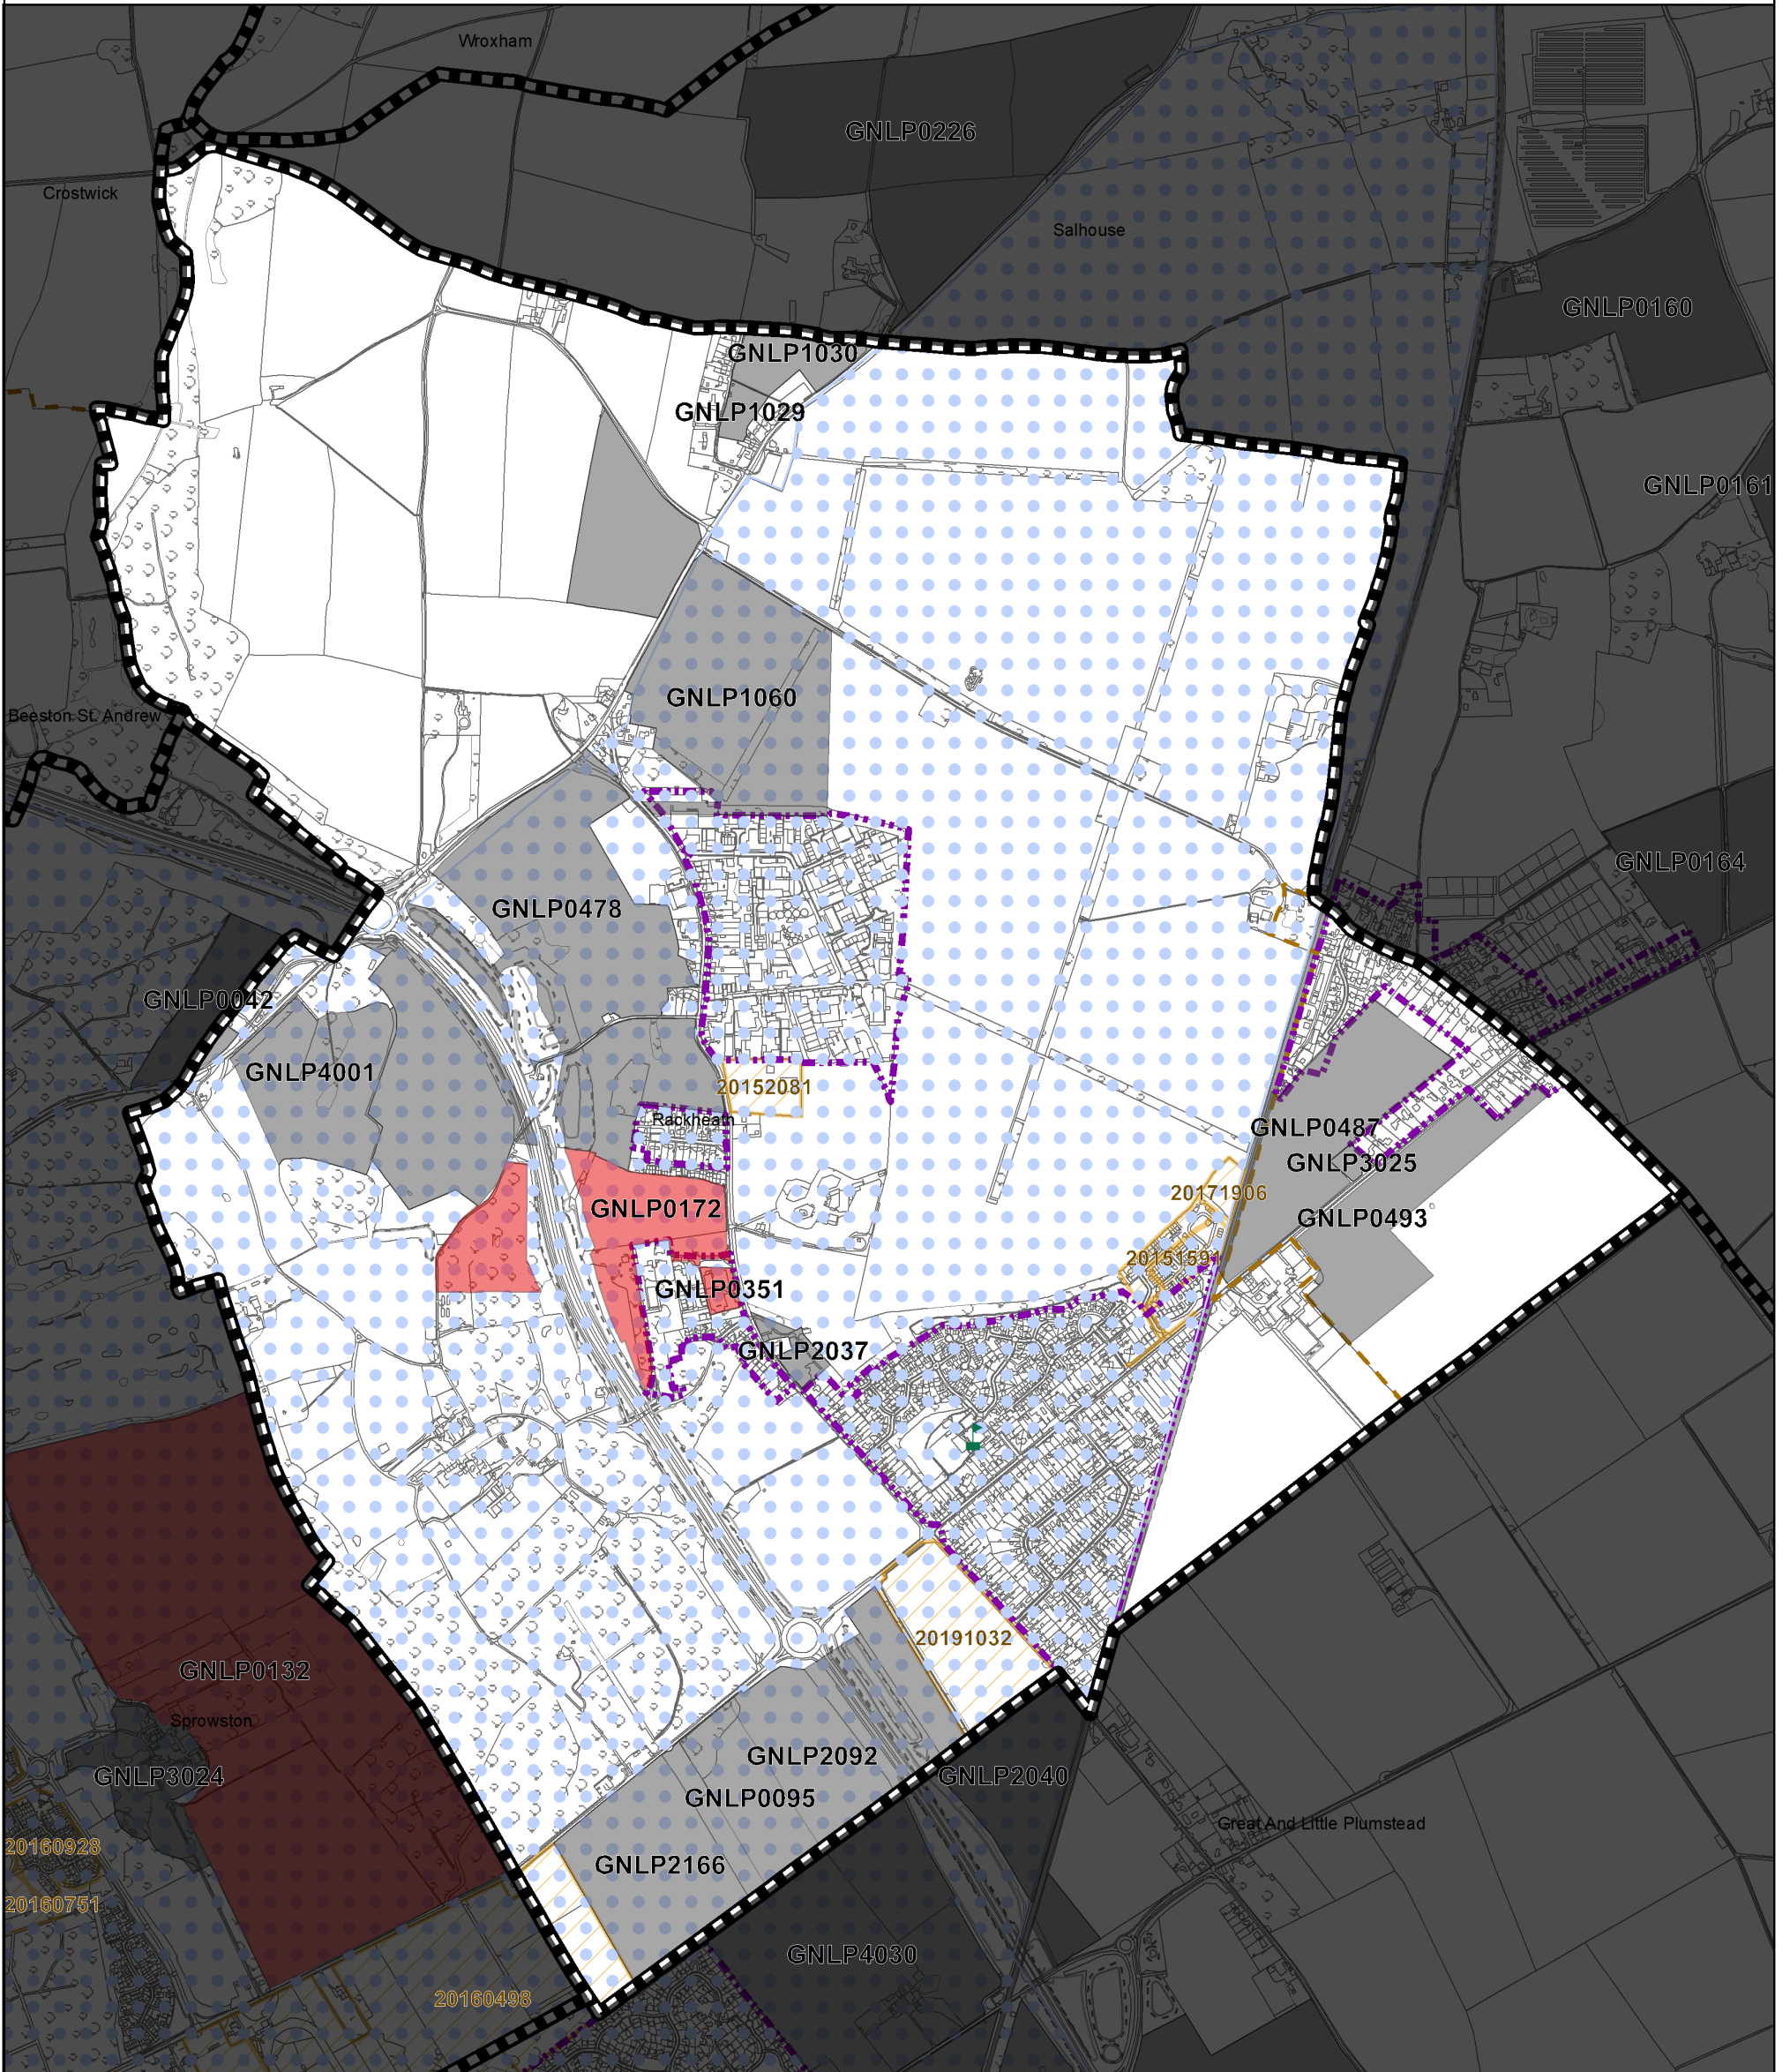 Wroxham
GNLP0226
Crostwick
Salhouse
GNLP0160
GNLP1030
GNLP1029
GNLP0161
GNLP1060
Beeston St. Andrew
GNLP0164
GNLP0478
GNLP0042
GNLP4001
20152081
Rackheath
GNLP0487
GNLP3025
20171906
GNLP0172
GNLP0493
20151591
GNLP0351
GNLP2037
20191032
GNLP0132
Sprowston
GNLP2092
GNLP3024
GNLP2040
GNLP0095
Great And Little Plumstead
20160928
GNLP2166
20160751
GNLP4030
20160498